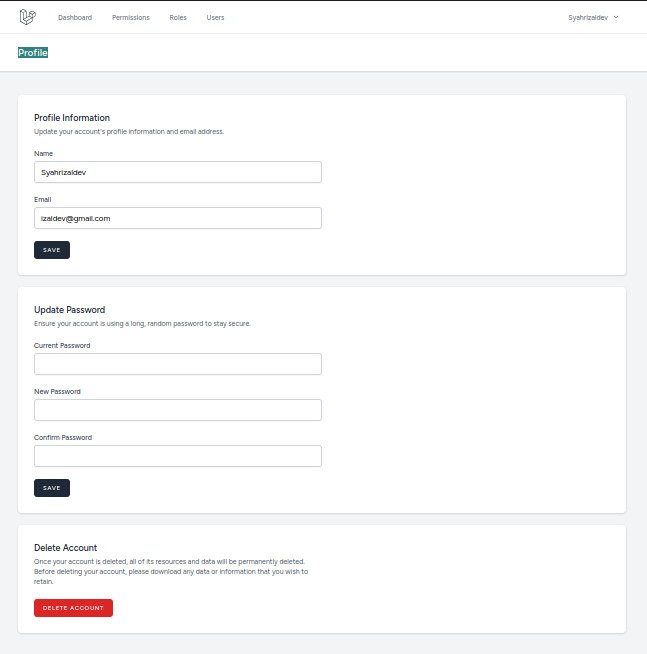 Dashboard Permissions Roles Users Syahrizaldev
Profile
Profile Information
Update your account's profile information and email address.
Name
Syahrizaldev
Email
izaldev@gmail.com
SAVE
Update Password
Ensure your account is using a long, random password to stay secure.
Current Password
New Password
Confirm Password
SAVE
Delete Account
Once your account is deleted, all of its resources and data will be permanently deleted.
Before deleting your account, please download any data or information that you wish to
retain.
DELETE ACCOUNT